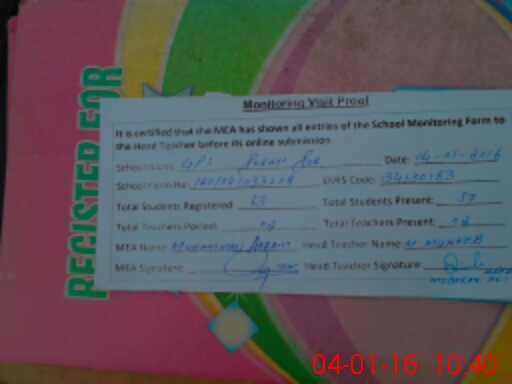 REGISTER FOR
Monitoring Visit Proof
It is certified that the MEA has shown all entries of the School Monitoring Form to
the Head Teacher before its online submission.
School Name: GPS Date: 04-01-2016
School Form No: EMIS Code:
Total Students Registered: 63 Total Students Present: 57
Total Teachers Posted: 02 Total Teachers Present: 02
MEA Name: Muhammad Head Teacher Name: M MUNEEB
MEA Signature: Head Teacher Signature:
04-01-16 10:40